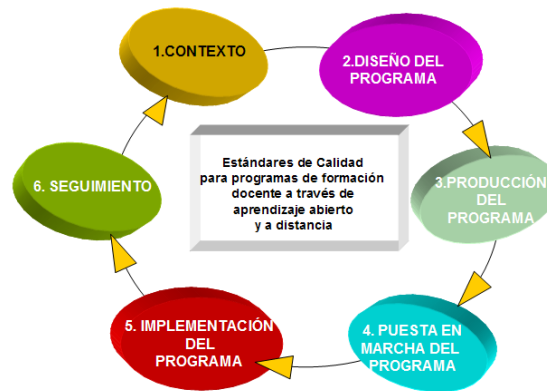 1.CONTEXTO
2.DISEÑO DEL
PROGRAMA
Estándares de Calidad
para programas de formación
docente a través de
aprendizaje abierto
y a distancia
3.PRODUCCIÓN
DEL
PROGRAMA
4. PUESTA EN
MARCHA DEL
PROGRAMA
5. IMPLEMENTACIÓN
DEL
PROGRAMA
6. SEGUIMIENTO